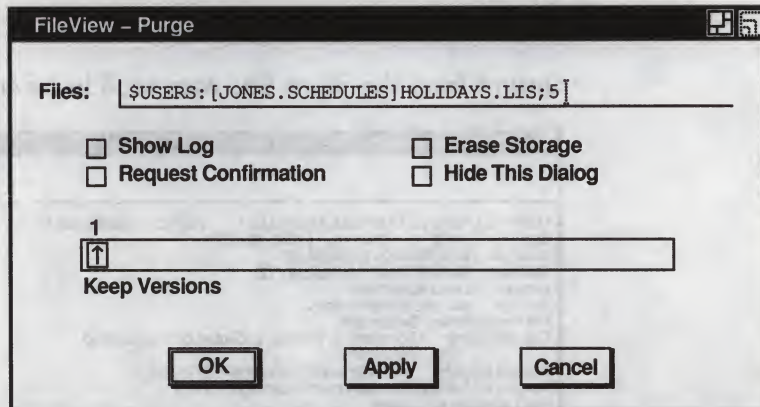 FileView – Purge
Files: $USERS:[JONES.SCHEDULES]HOLIDAYS.LIS;5
Show Log
Erase Storage
Request Confirmation
Hide This Dialog
1
Keep Versions
OK
Apply
Cancel